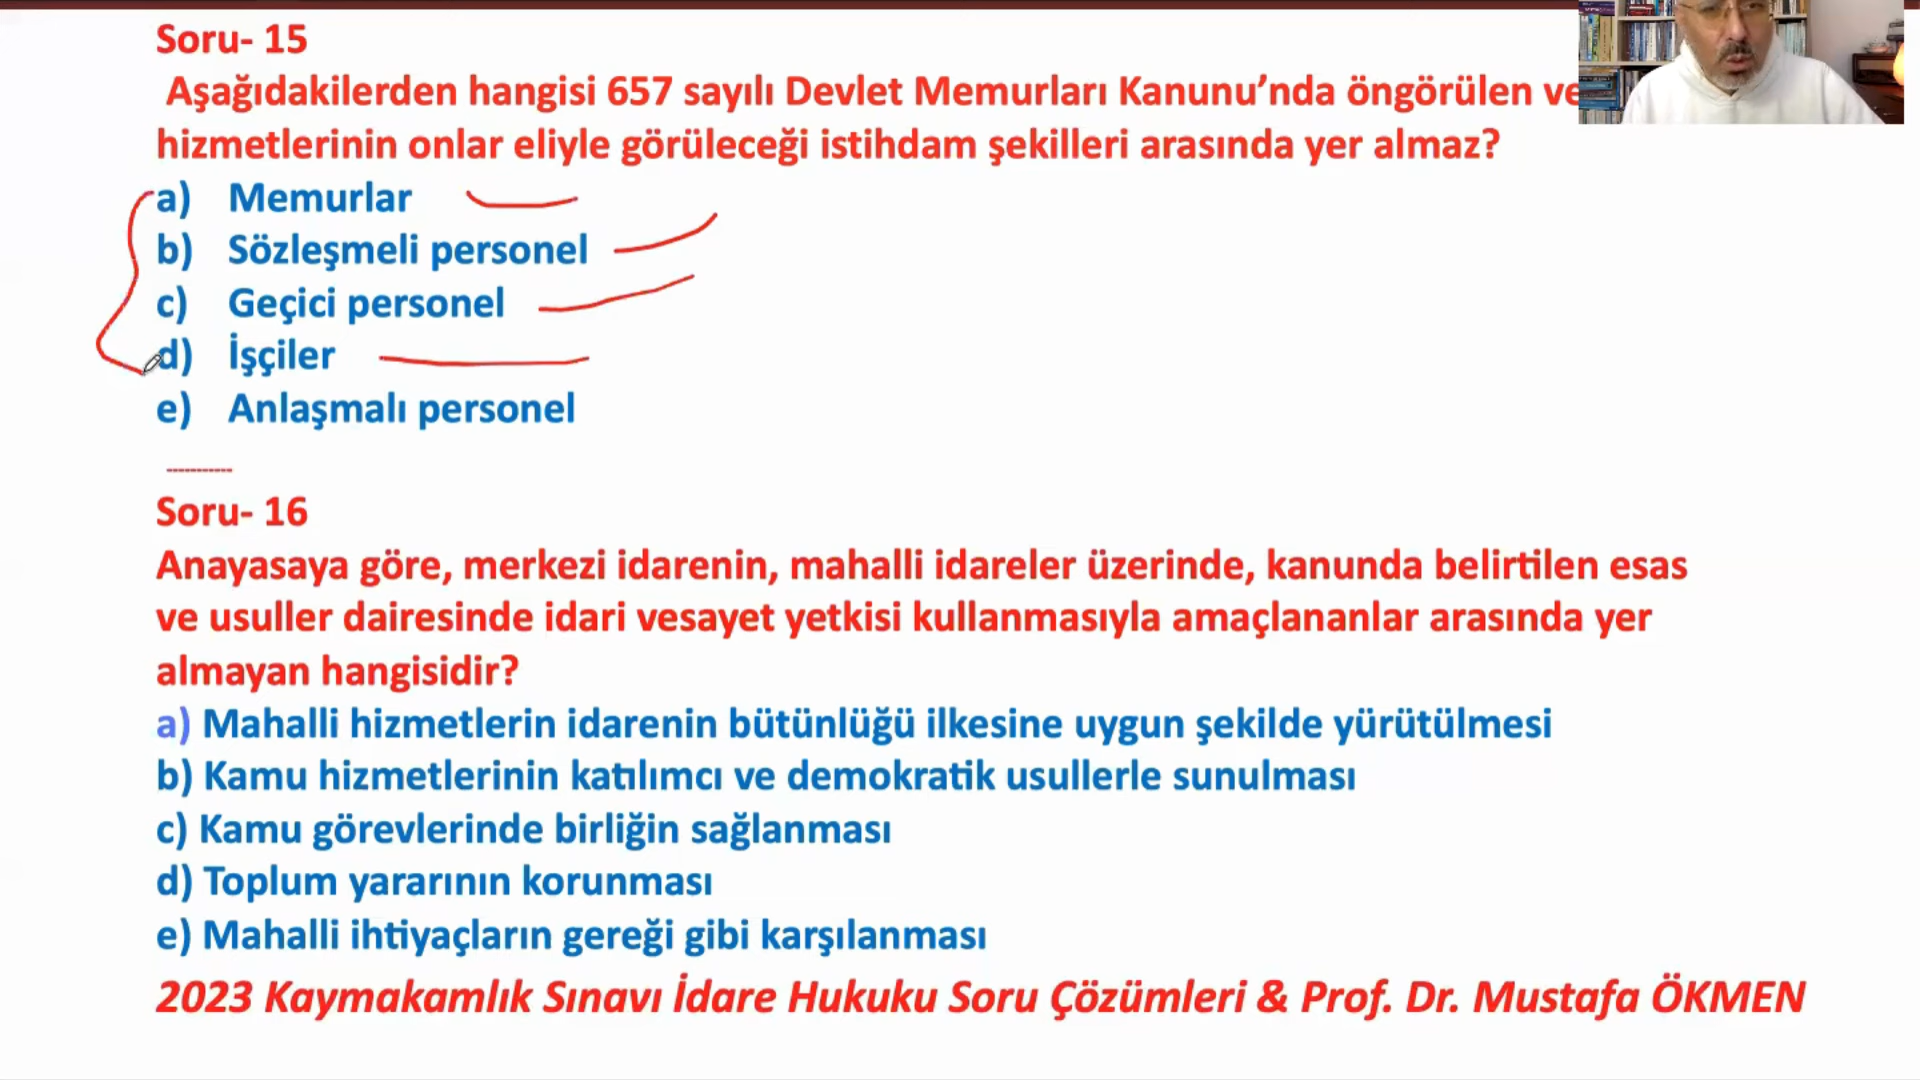 Soru- 15
Aşağıdakilerden hangisi 657 sayılı Devlet Memurları Kanunu’nda öngörülen ve
hizmetlerinin onlar eliyle görüleceği istihdam şekilleri arasında yer almaz?
a) Memurlar
b) Sözleşmeli personel
c) Geçici personel
d) İşçiler
e) Anlaşmalı personel
-----------
Soru- 16
Anayasaya göre, merkezi idarenin, mahalli idareler üzerinde, kanunda belirtilen esas
ve usuller dairesinde idari vesayet yetkisi kullanmasıyla amaçlananlar arasında yer
almayan hangisidir?
a) Mahalli hizmetlerin idarenin bütünlüğü ilkesine uygun şekilde yürütülmesi
b) Kamu hizmetlerinin katılımcı ve demokratik usullerle sunulması
c) Kamu görevlerinde birliğin sağlanması
d) Toplum yararının korunması
e) Mahalli ihtiyaçların gereği gibi karşılanması
2023 Kaymakamlık Sınavı İdare Hukuku Soru Çözümleri & Prof. Dr. Mustafa ÖKMEN